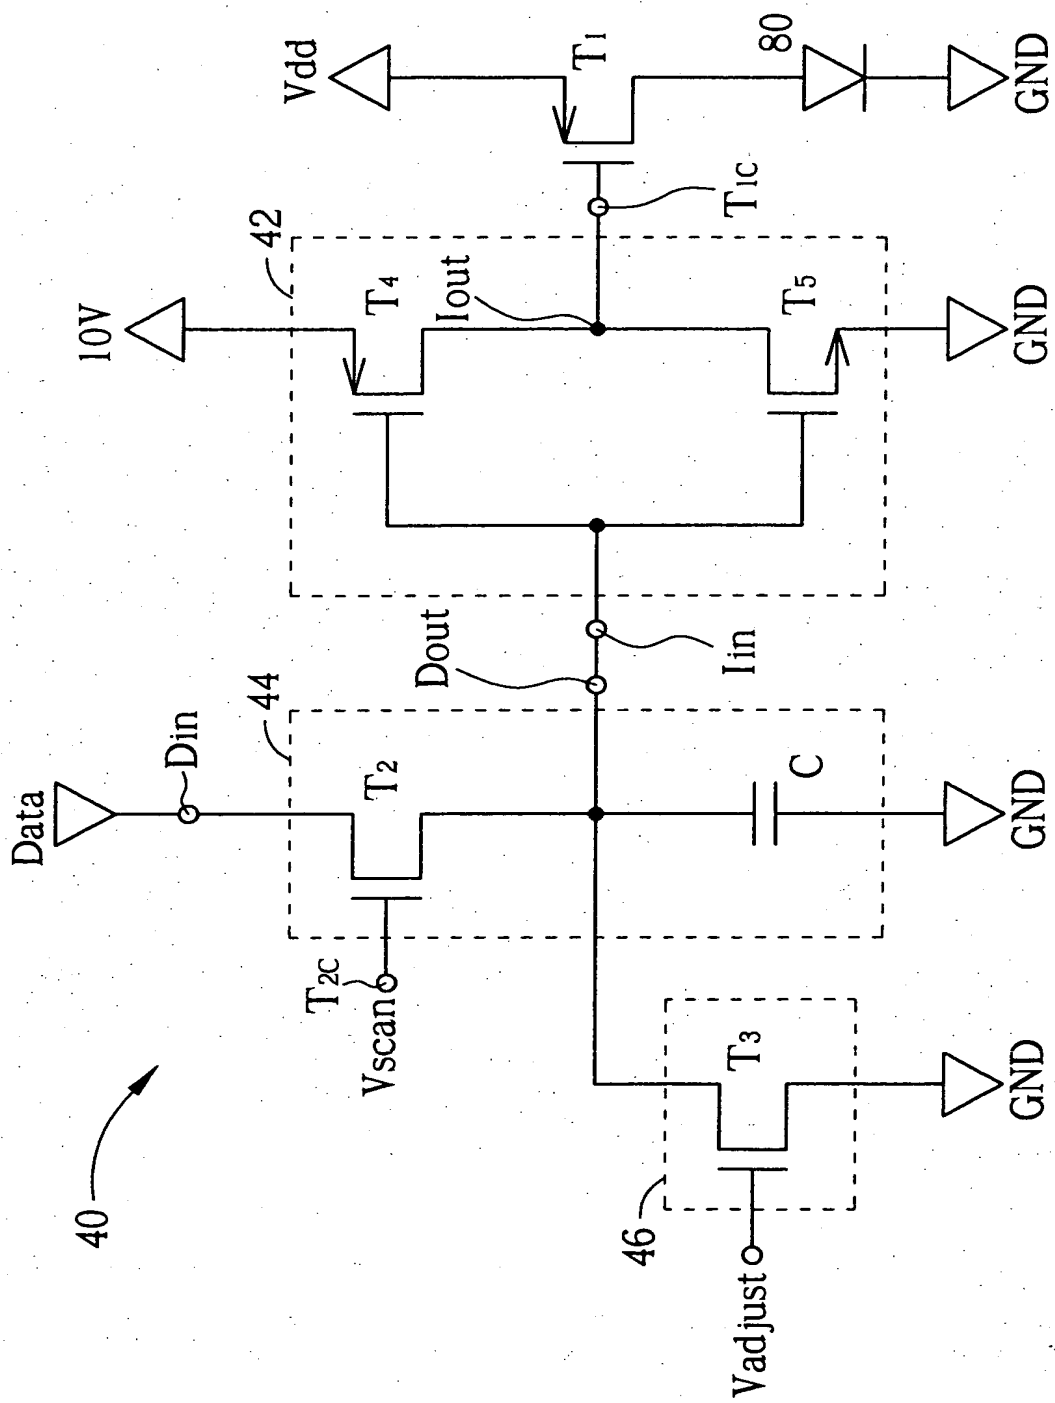 40
Data
Din
T2C
Vscan
T2
44
C
GND
Dout
Iin
10V
42
T4
Iout
T5
GND
Vdd
T1
T1C
80
GND
46
Vadjust
T3
GND